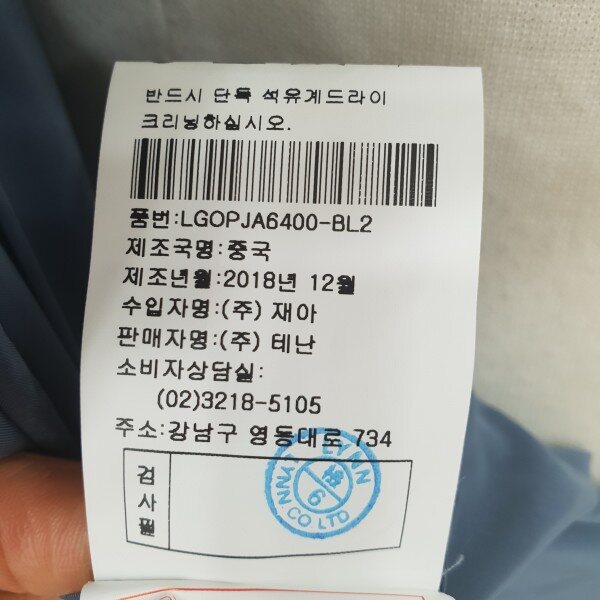 반드시 단독 석유계드라이
크리닝하십시오.
품번:LGOPJA6400-BL2
제조국명:중국
제조년월:2018년 12월
수입자명:(주) 재아
판매자명:(주) 테난
소비자상담실:
(02)3218-5105
주소:강남구 영동대로 734
검
사
필
6
CO LTD